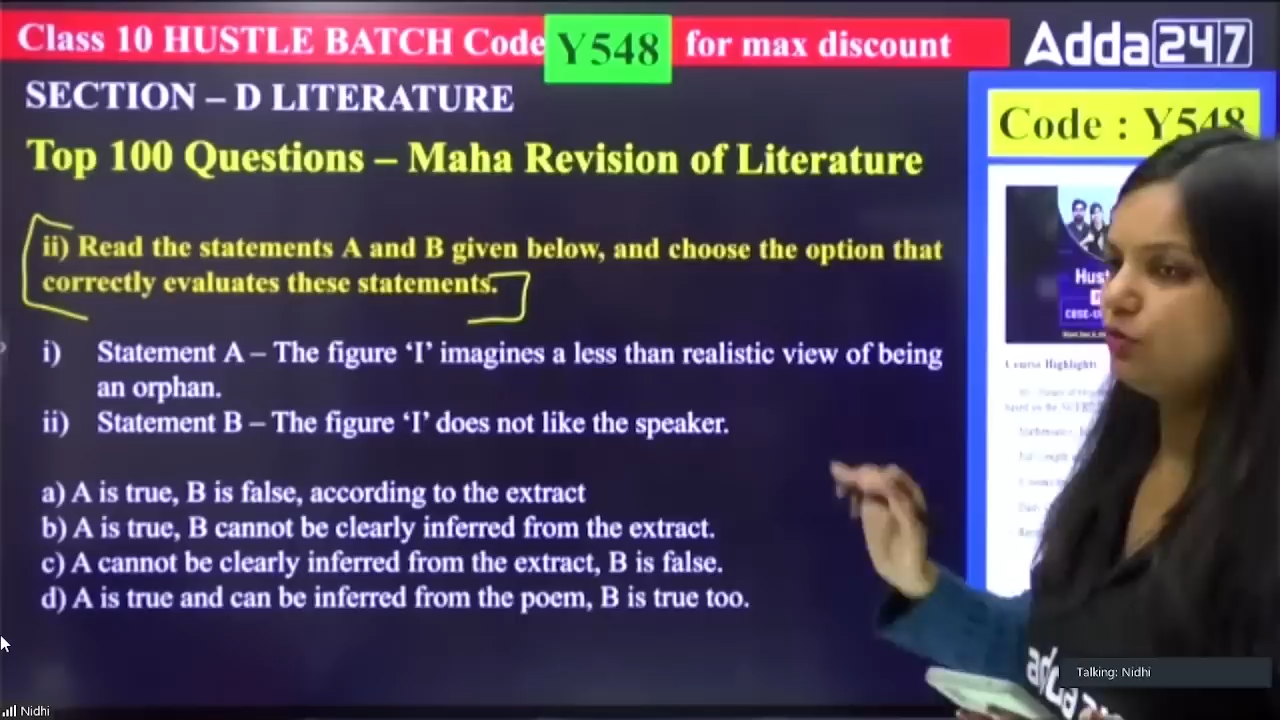 Class 10 HUSTLE BATCH Code Y548 for max discount
Adda247
SECTION – D LITERATURE
Code : Y548
Top 100 Questions – Maha Revision of Literature
ii) Read the statements A and B given below, and choose the option that
correctly evaluates these statements.
i) Statement A – The figure ‘I’ imagines a less than realistic view of being
an orphan.
ii) Statement B – The figure ‘I’ does not like the speaker.
a) A is true, B is false, according to the extract
b) A is true, B cannot be clearly inferred from the extract.
c) A cannot be clearly inferred from the extract, B is false.
d) A is true and can be inferred from the poem, B is true too.
Course Highlights
Talking: Nidhi
Nidhi